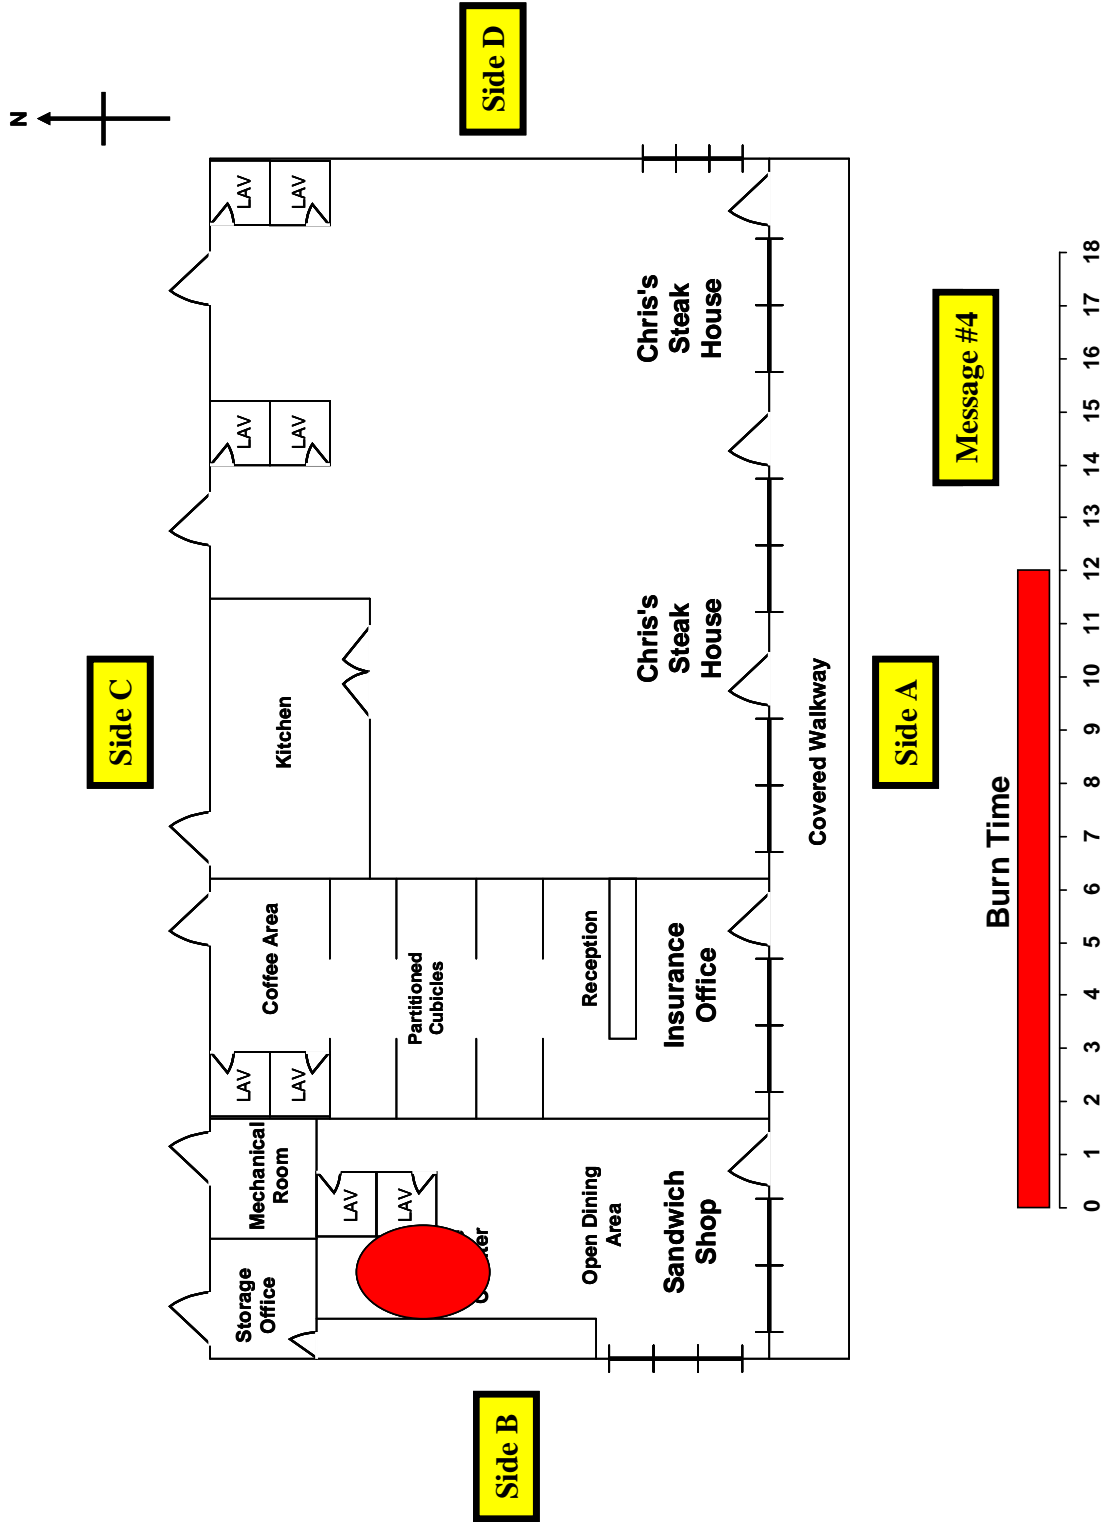 N
Side C
Side D
Side B
Side A
Storage
Office
Mechanical
Room
LAV
LAV
LAV
LAV
Coffee Area
Kitchen
LAV
LAV
LAV
LAV
Partitioned
Cubicles
Open Dining
Area
Reception
Sandwich
Shop
Insurance
Office
Chris's
Steak
House
Chris's
Steak
House
Covered Walkway
Message #4
Burn Time
0 1 2 3 4 5 6 7 8 9 10 11 12 13 14 15 16 17 18